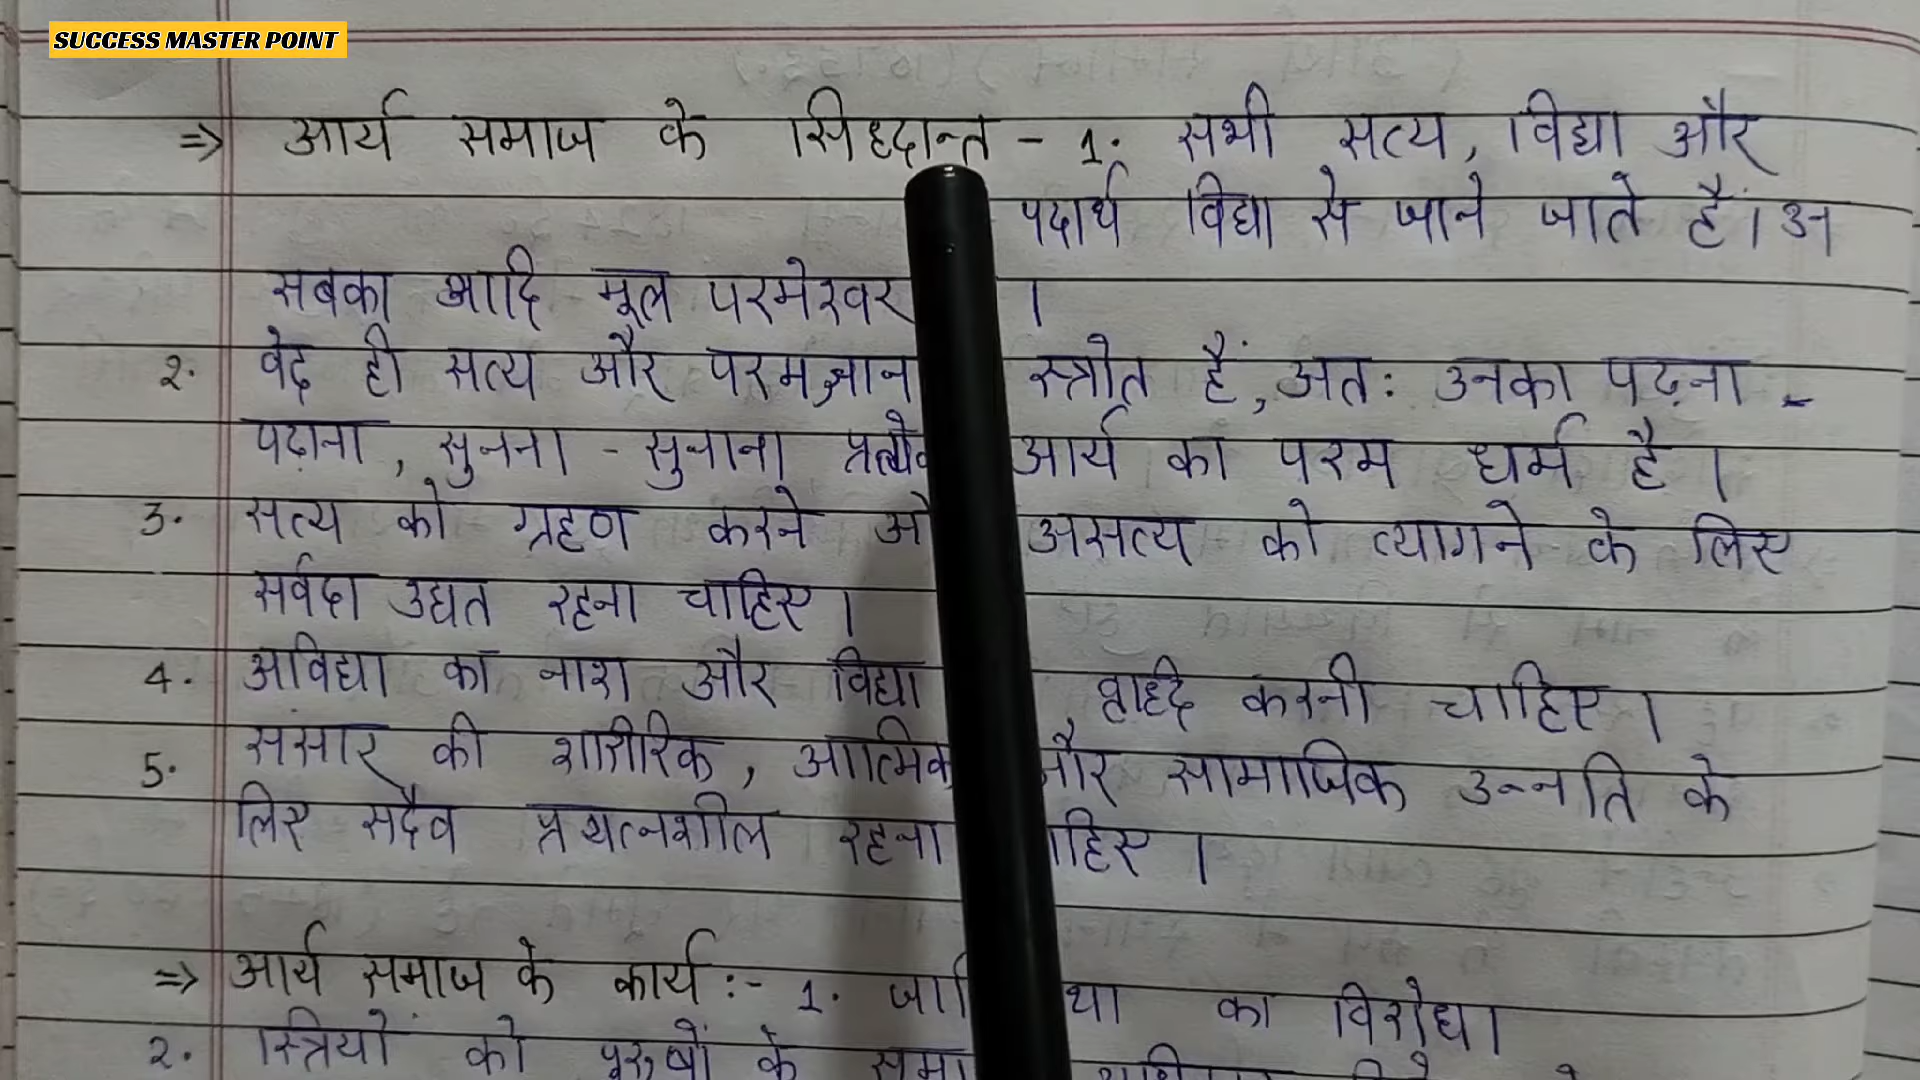 SUCCESS MASTER POINT
=> आर्य समाज के सिद्दान्त - 1. सभी सत्य, विद्या और
पदार्थ विद्या से जाने जाते हैं। उन
सबका आदि मूल परमेश्वर ।
2. वेद ही सत्य और परमज्ञान स्त्रोत हैं, अतः उनका पढ़ना -
पढ़ाना, सुनना - सुनाना आर्य का परम धर्म है।
3. सत्य को ग्रहण करने असत्य को त्यागने के लिए
सर्वदा उद्यत रहना चाहिए।
4. अविद्या का नाश और विद्या करनी चाहिए।
5. संसार की शारीरिक, आत्मिक और सामाजिक उन्नति के
लिए सदैव प्रयत्नशील रहना चाहिए।
=> आर्य समाज के कार्य :- 1. का विरोध।
2. स्त्रियों को पुरुषों के